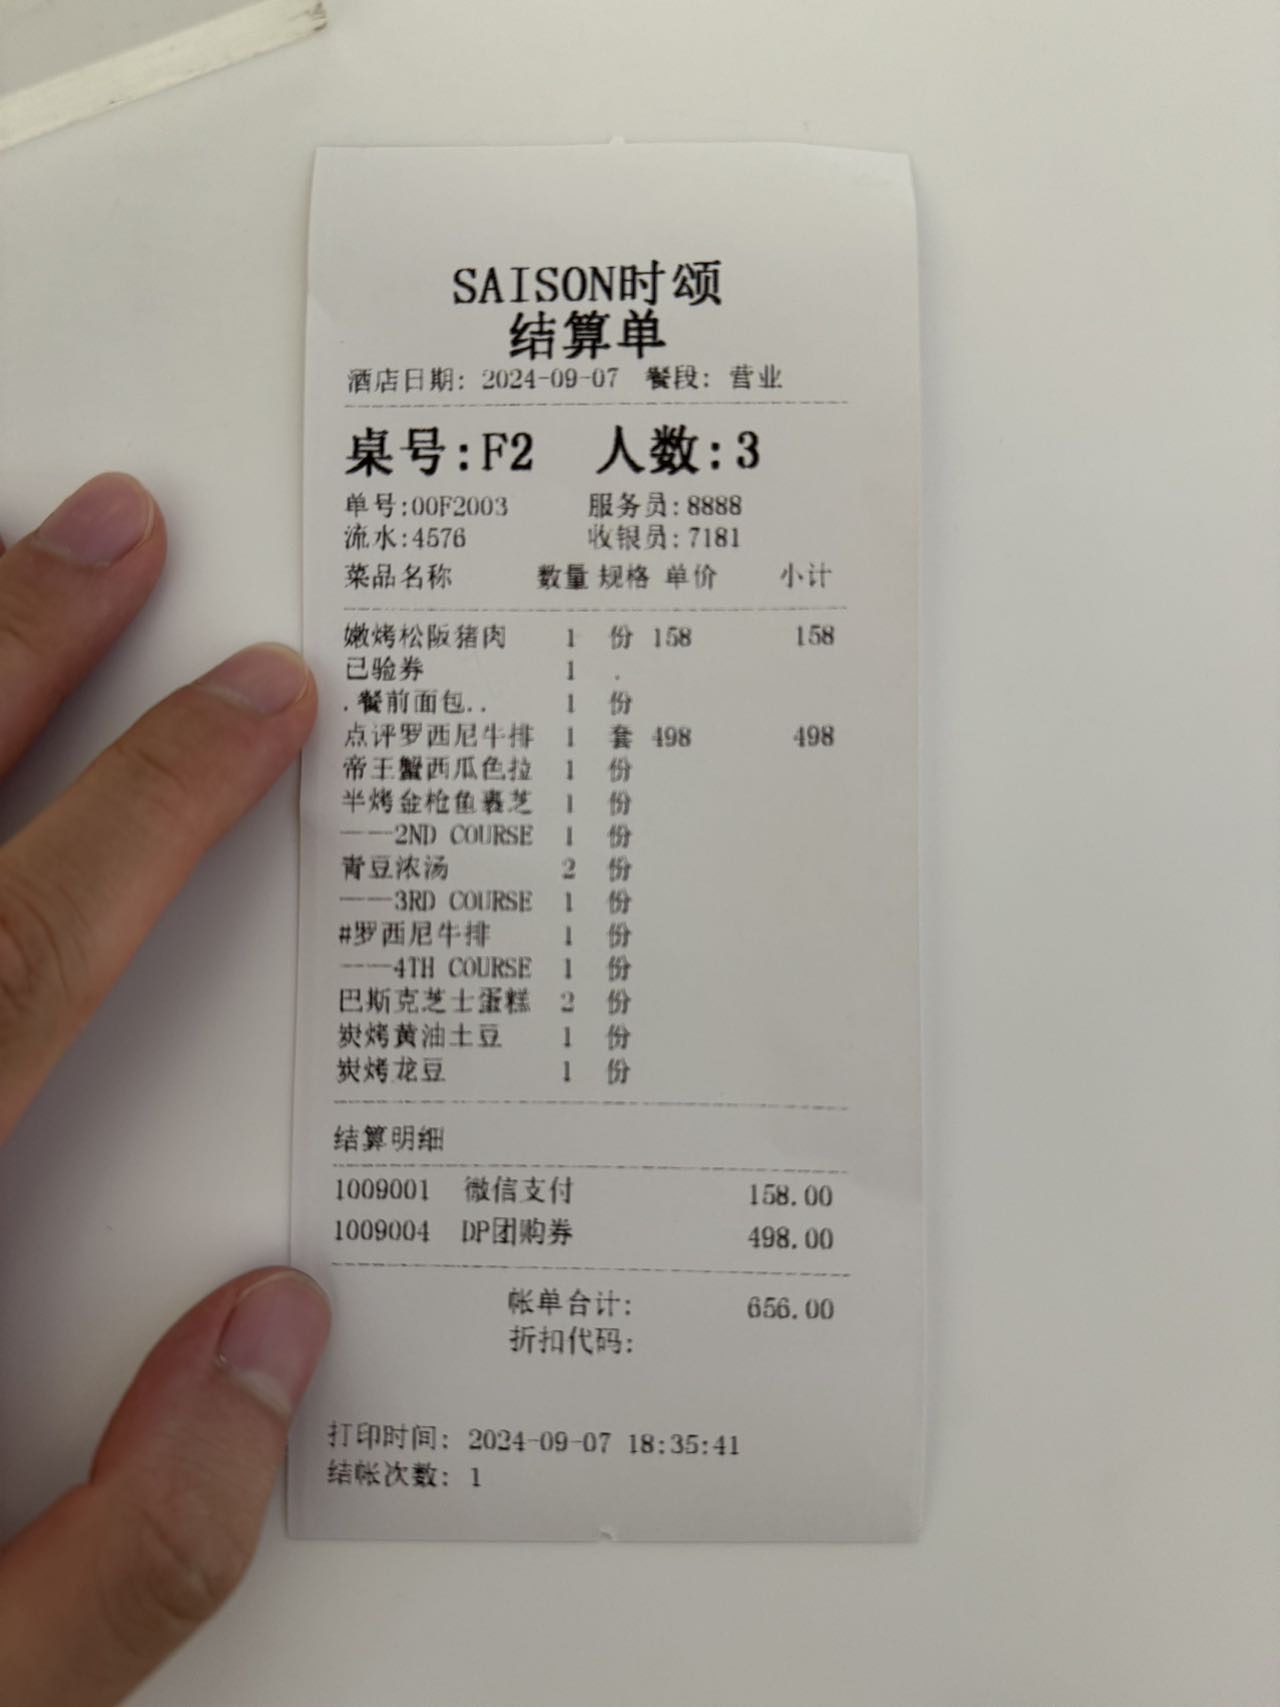 SAISON时颂
结算单
酒店日期: 2024-09-07 餐段: 营业
桌号:F2 人数:3
单号:00F2003 服务员:8888
流水:4576 收银员:7181
菜品名称 数量 规格 单价 小计
嫩烤松阪猪肉 1 份 158 158
已验券 1 .
.餐前面包.. 1 份
点评罗西尼牛排 1 套 498 498
帝王蟹西瓜色拉 1 份
半烤金枪鱼裹芝 1 份
----2ND COURSE 1 份
青豆浓汤 2 份
----3RD COURSE 1 份
#罗西尼牛排 1 份
----4TH COURSE 1 份
巴斯克芝士蛋糕 2 份
炭烤黄油土豆 1 份
炭烤龙豆 1 份
结算明细
1009001 微信支付 158.00
1009004 DP团购券 498.00
帐单合计: 656.00
折扣代码:
打印时间: 2024-09-07 18:35:41
结帐次数: 1